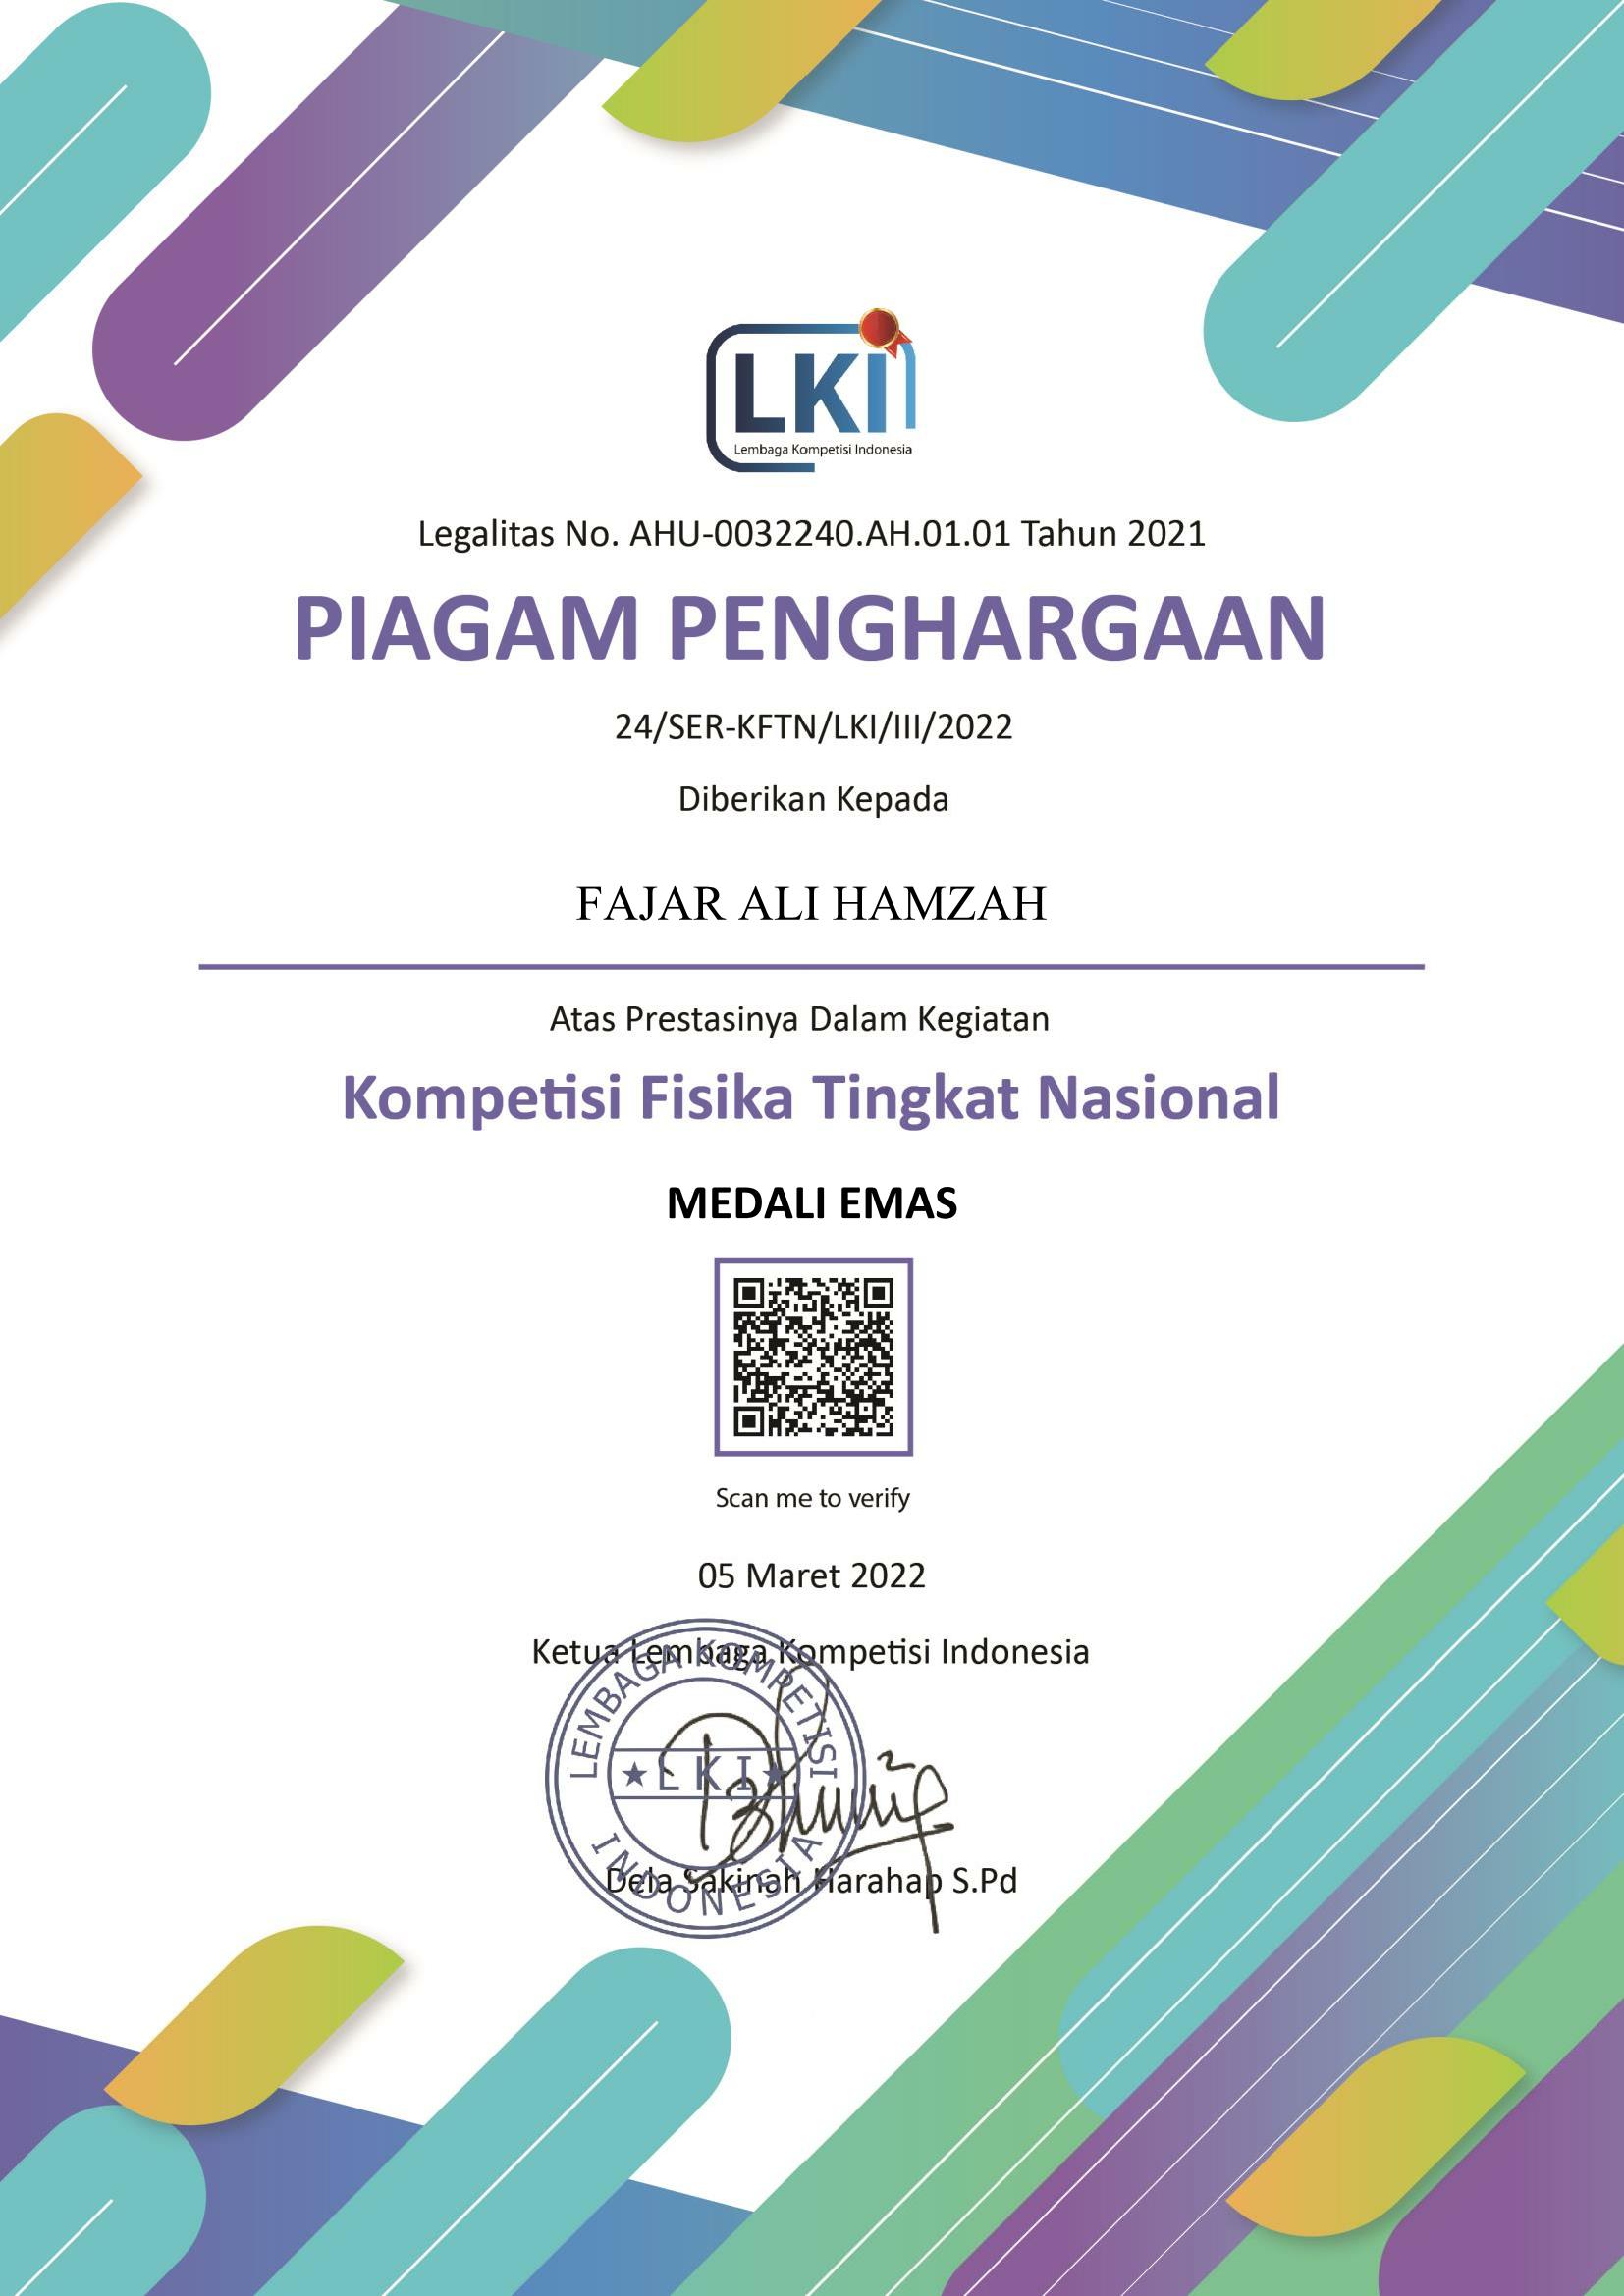 LKI
Lembaga Kompetisi Indonesia
Legalitas No. AHU-0032240.AH.01.01 Tahun 2021
PIAGAM PENGHARGAAN
24/SER-KFTN/LKI/III/2022
Diberikan Kepada
FAJAR ALI HAMZAH
Atas Prestasinya Dalam Kegiatan
Kompetisi Fisika Tingkat Nasional
MEDALI EMAS
Scan me to verify
05 Maret 2022
Ketua Lembaga Kompetisi Indonesia
LEMBAGA KOMPETISI
★ LKI ★
INDONESIA
Dela Sakinah Harahap S.Pd